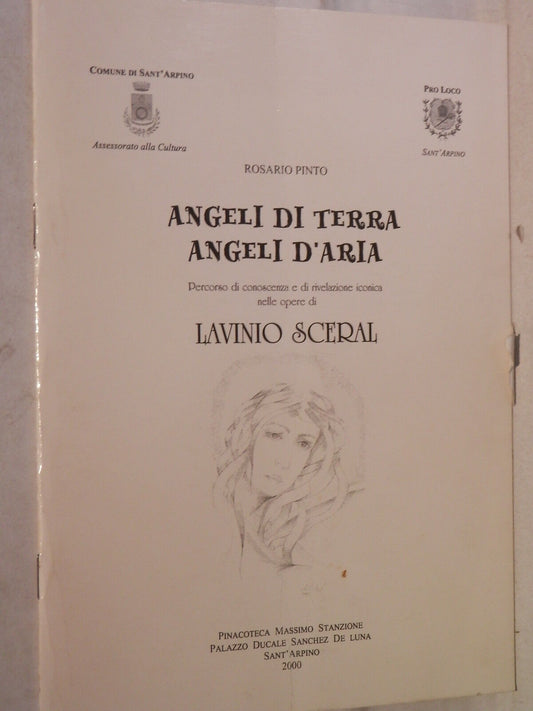 COMUNE DI SANT'ARPINO
Assessorato alla Cultura
PRO LOCO
SANT'ARPINO
ROSARIO PINTO
ANGELI DI TERRA
ANGELI D'ARIA
Percorso di conoscenza e di rivelazione iconica
nelle opere di
LAVINIO SCERAL
PINACOTECA MASSIMO STANZIONE
PALAZZO DUCALE SANCHEZ DE LUNA
SANT'ARPINO
2000